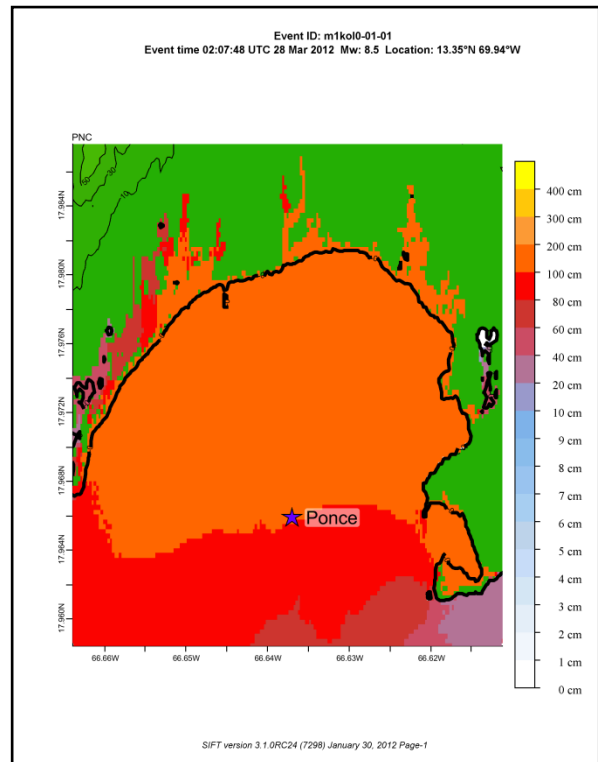 Event ID: m1kol0-01-01
Event time 02:07:48 UTC 28 Mar 2012 Mw: 8.5 Location: 13.35°N 69.94°W
PNC
50
30
10
17.984N
17.980N
17.976N
17.972N
17.968N
17.964N
17.960N
Ponce
66.66W
66.65W
66.64W
66.63W
66.62W
400 cm
300 cm
200 cm
100 cm
80 cm
60 cm
40 cm
20 cm
10 cm
9 cm
8 cm
7 cm
6 cm
5 cm
4 cm
3 cm
2 cm
1 cm
0 cm
SIFT version 3.1.0RC24 (7298) January 30, 2012 Page-1